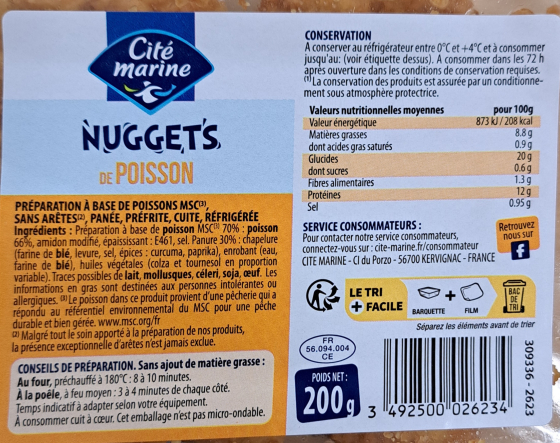 Cité
marine
NUGGETS
DE POISSON
PRÉPARATION À BASE DE POISSONS MSC⁽³⁾,
SANS ARÊTES⁽²⁾, PANÉE, PRÉFRITE, CUITE, RÉFRIGÉRÉE
Ingrédients : Préparation à base de poisson MSC⁽³⁾ 70% : poisson
66%, amidon modifié, épaississant : E461, sel. Panure 30% : chapelure
(farine de blé, levure, sel, épices : curcuma, paprika), enrobant (eau,
farine de blé), huiles végétales (colza et tournesol en proportion
variable). Traces possibles de lait, mollusques, céleri, soja, œuf. Les
informations en gras sont destinées aux personnes intolérantes ou
allergiques. ⁽³⁾ Le poisson dans ce produit provient d'une pêcherie qui a
répondu au référentiel environnemental du MSC pour une pêche
durable et bien gérée. www.msc.org/fr
⁽²⁾ Malgré tout le soin apporté à la préparation de nos produits,
la présence exceptionnelle d'arêtes n'est jamais exclue.
CONSEILS DE PRÉPARATION. Sans ajout de matière grasse :
Au four, préchauffé à 180°C : 8 à 10 minutes.
À la poêle, à feu moyen : 3 à 4 minutes de chaque côté.
Temps indicatif à adapter selon votre équipement.
À consommer cuit à cœur. Cet emballage n'est pas micro-ondable.
CONSERVATION
A conserver au réfrigérateur entre 0°C et +4°C et à consommer
jusqu'au: (voir étiquette dessus). A consommer dans les 72 h
après ouverture dans les conditions de conservation requises.
⁽¹⁾ La conservation des produits est assurée par un conditionne-
ment sous atmosphère protectrice.
Valeurs nutritionnelles moyennes pour 100g
Valeur énergétique 873 kJ / 208 kcal
Matières grasses 8.8 g
dont acides gras saturés 0.9 g
Glucides 20 g
dont sucres 0.6 g
Fibres alimentaires 1.3 g
Protéines 12 g
Sel 0.95 g
SERVICE CONSOMMATEURS :
Pour contacter notre service consommateurs,
connectez-vous sur : cite-marine.fr/consommateur
CITE MARINE - CI du Porzo - 56700 KERVIGNAC - FRANCE
Retrouvez
nous sur
f
FR
LE TRI
+ FACILE
BARQUETTE
+
FILM
BAC
DE
TRI
Séparez les éléments avant de trier
FR
56.094.004
CE
POIDS NET :
200g
3 492500 026234
309336 - 2623